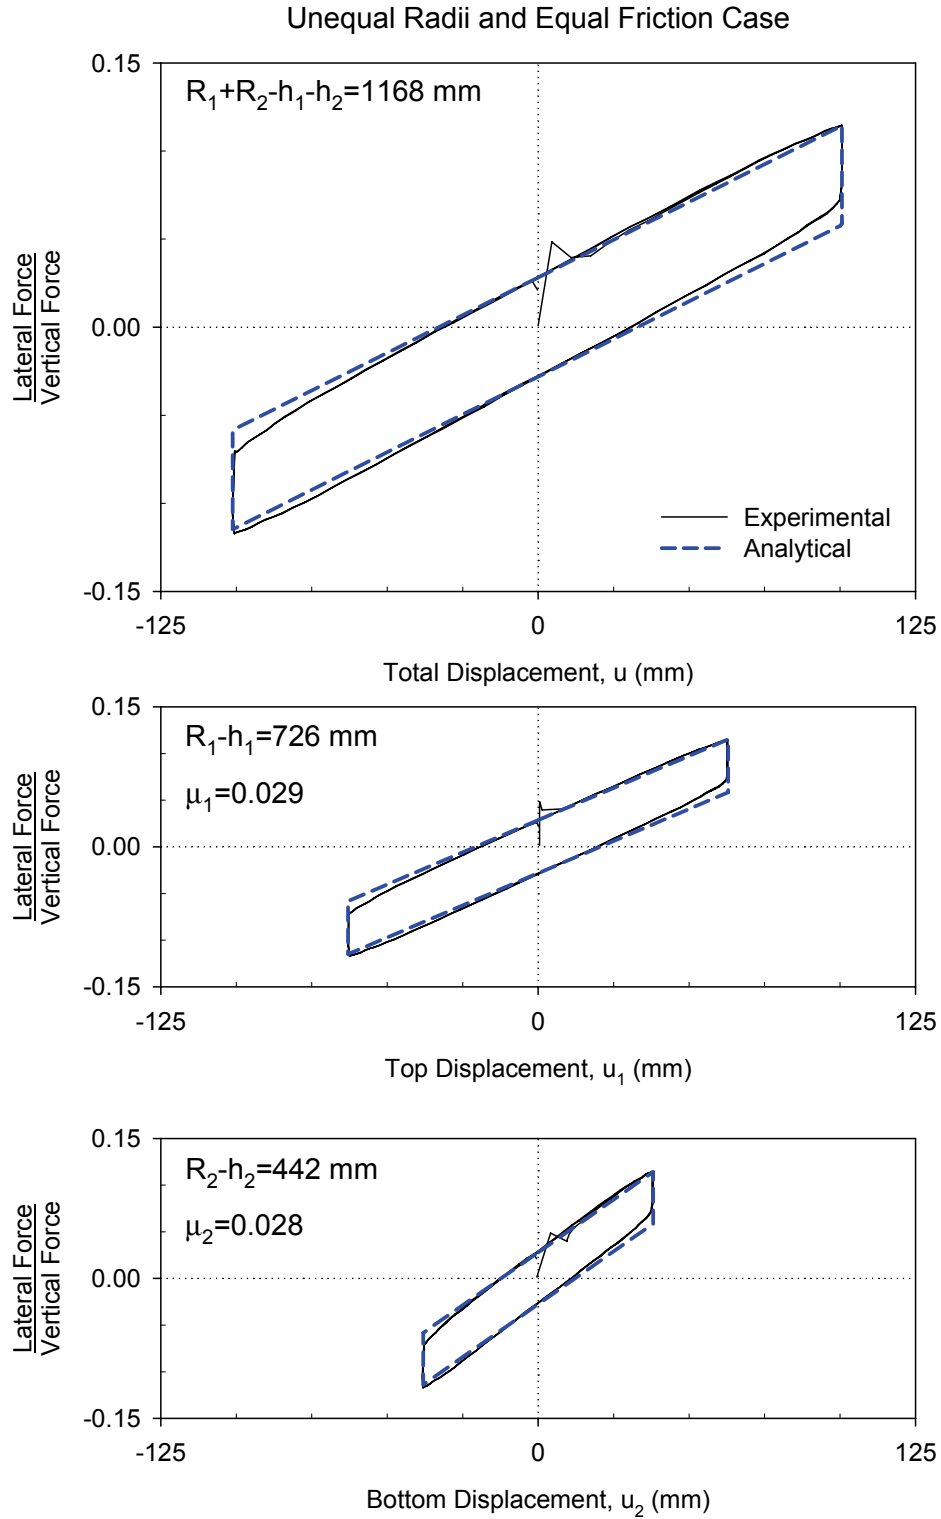 Unequal Radii and Equal Friction Case
0.15
R₁+R₂-h₁-h₂=1168 mm
Lateral Force
Vertical Force
0.00
Experimental
Analytical
-0.15
-125 0 125
Total Displacement, u (mm)
0.15
R₁-h₁=726 mm
μ₁=0.029
Lateral Force
Vertical Force
0.00
-0.15
-125 0 125
Top Displacement, u₁ (mm)
0.15
R₂-h₂=442 mm
μ₂=0.028
Lateral Force
Vertical Force
0.00
-0.15
-125 0 125
Bottom Displacement, u₂ (mm)